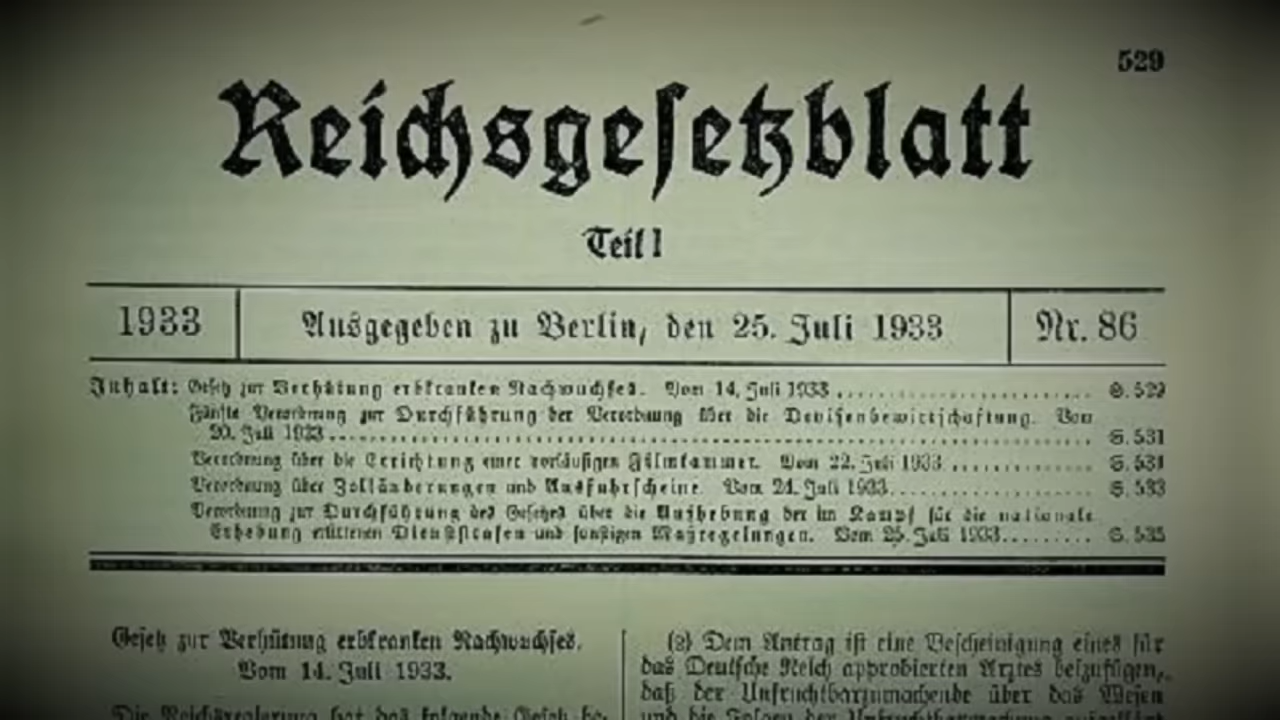 529
Reichsgesetzblatt
Teil I
1933
Ausgegeben zu Berlin, den 25. Juli 1933
Nr. 86
Inhalt: Gesetz zur Verhütung erbkranken Nachwuchses. Vom 14. Juli 1933 .......... S. 529
Fünfte Verordnung zur Durchführung der Verordnung über die Devisenbewirtschaftung. Vom
20. Juli 1933 .......... S. 531
Verordnung über die Errichtung einer vorläufigen Filmkammer. Vom 22. Juli 1933 .......... S. 531
Verordnung über Zolländerungen und Ausfuhrscheine. Vom 24. Juli 1933 .......... S. 533
Verordnung zur Durchführung des Gesetzes über die Aufhebung der im Kampf für die nationale
Erhebung erlittenen Dienststrafen und sonstigen Maßregelungen. Vom 25. Juli 1933 .......... S. 535
Gesetz zur Verhütung erbkranken Nachwuchses.
Vom 14. Juli 1933.
Die Reichsregierung hat das folgende Gesetz be-
(2) Dem Antrag ist eine Bescheinigung eines für
das Deutsche Reich approbierten Arztes beizufügen,
daß der Unfruchtbarzumachende über das Wesen
und die Folgen der Unfruchtbarmachung aufgeklärt